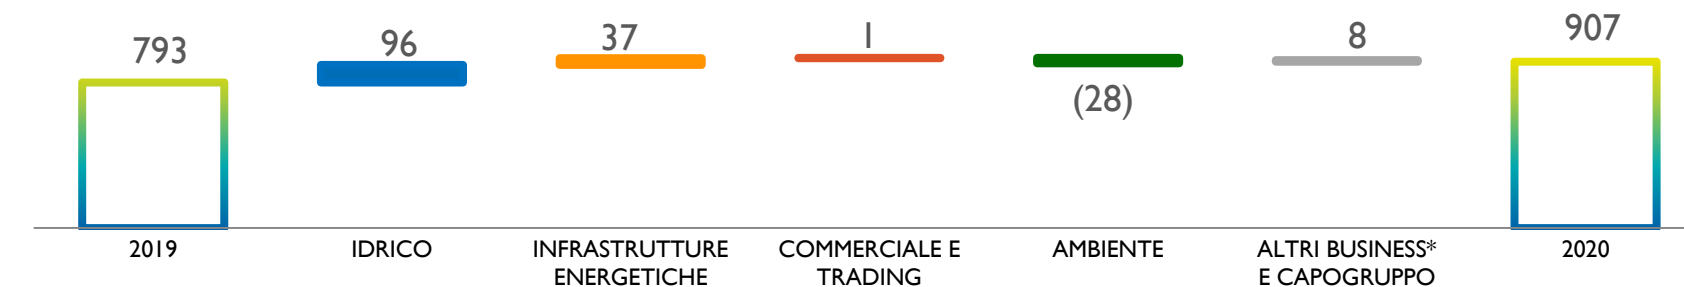 793
96
37
1
(28)
8
907
2019
IDRICO
INFRASTRUTTURE
ENERGETICHE
COMMERCIALE E
TRADING
AMBIENTE
ALTRI BUSINESS*
E CAPOGRUPPO
2020